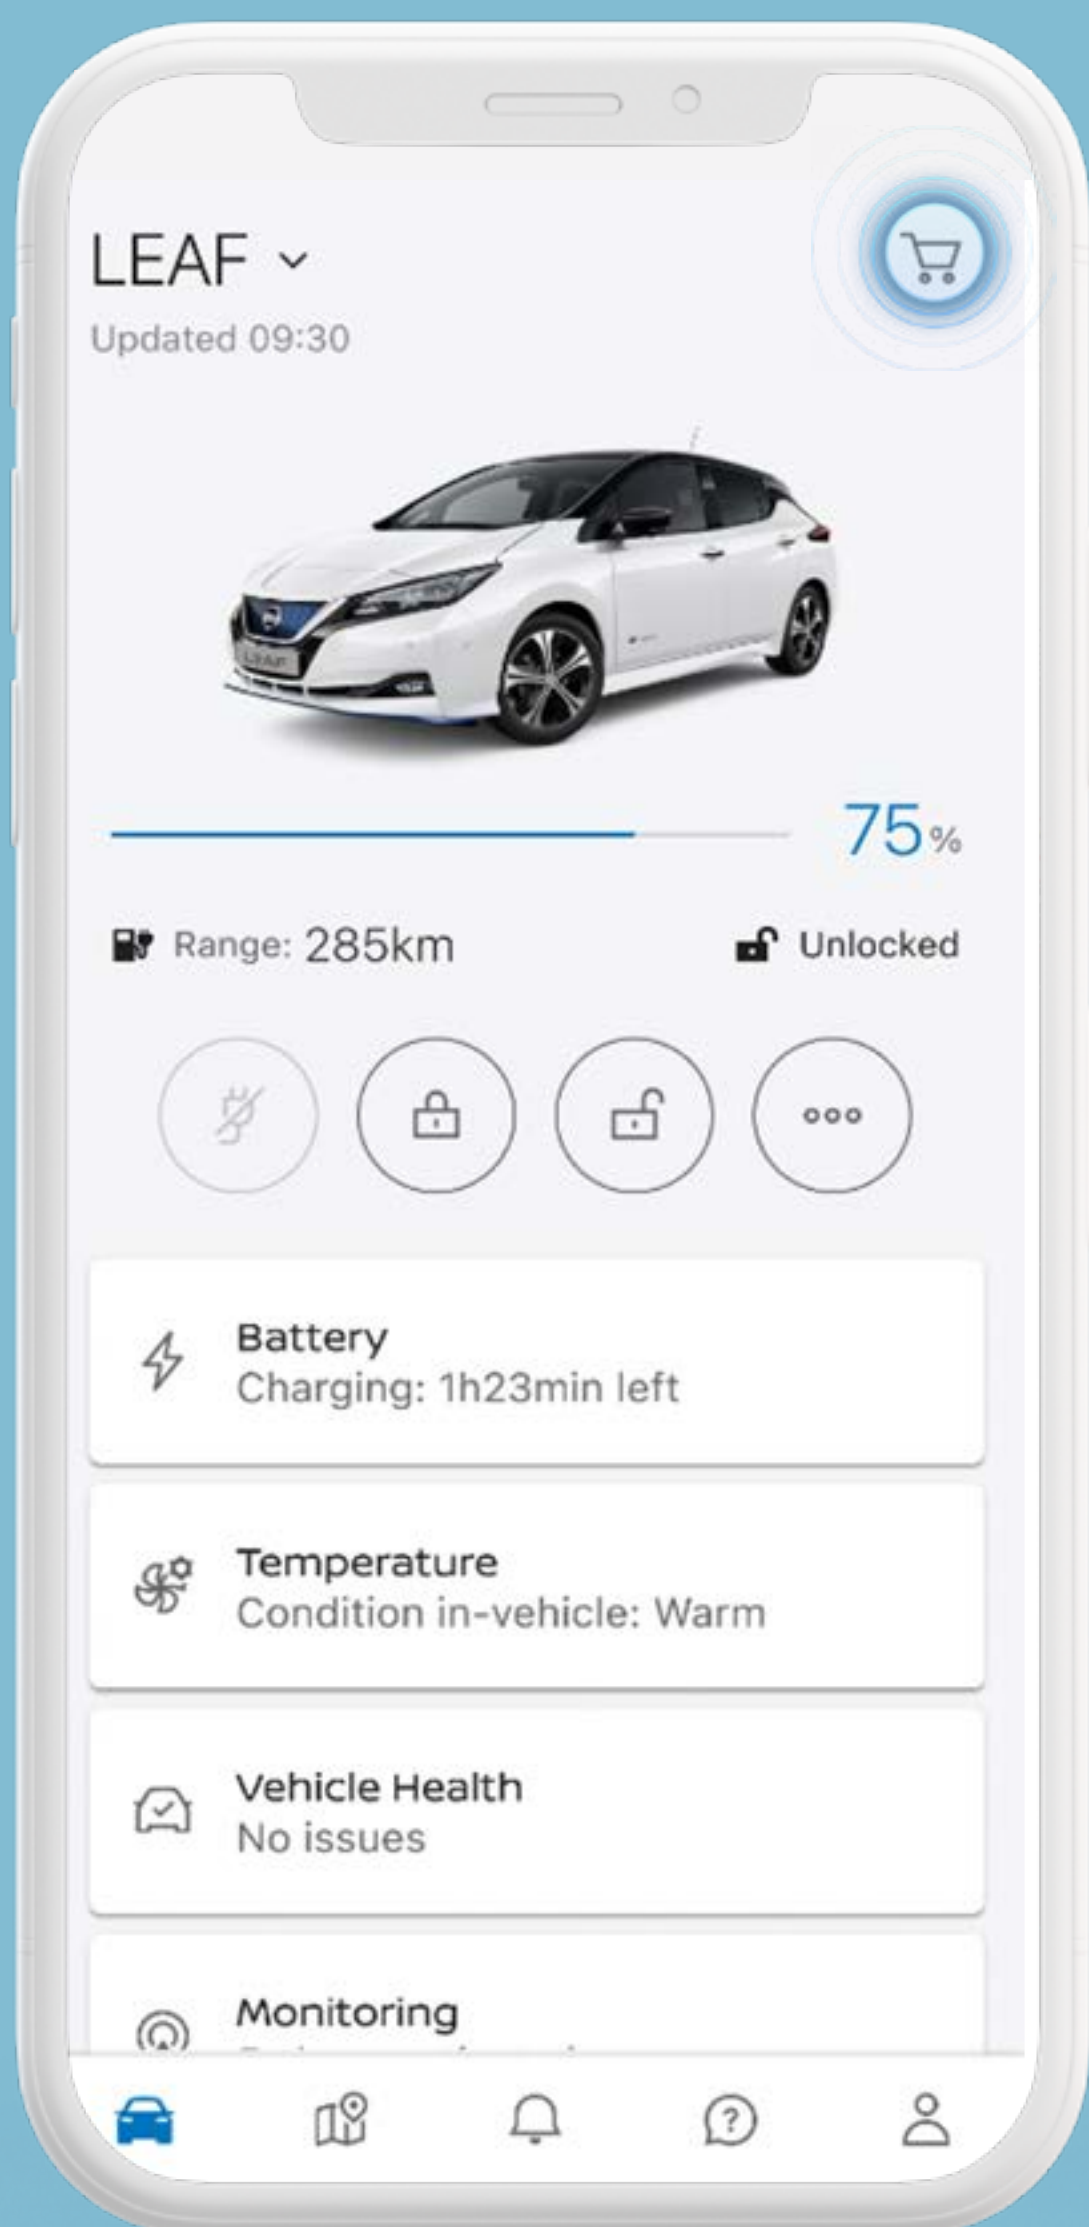 LEAF
Updated 09:30
LEAF
75%
Range: 285km
Unlocked
Battery
Charging: 1h23min left
Temperature
Condition in-vehicle: Warm
Vehicle Health
No issues
Monitoring